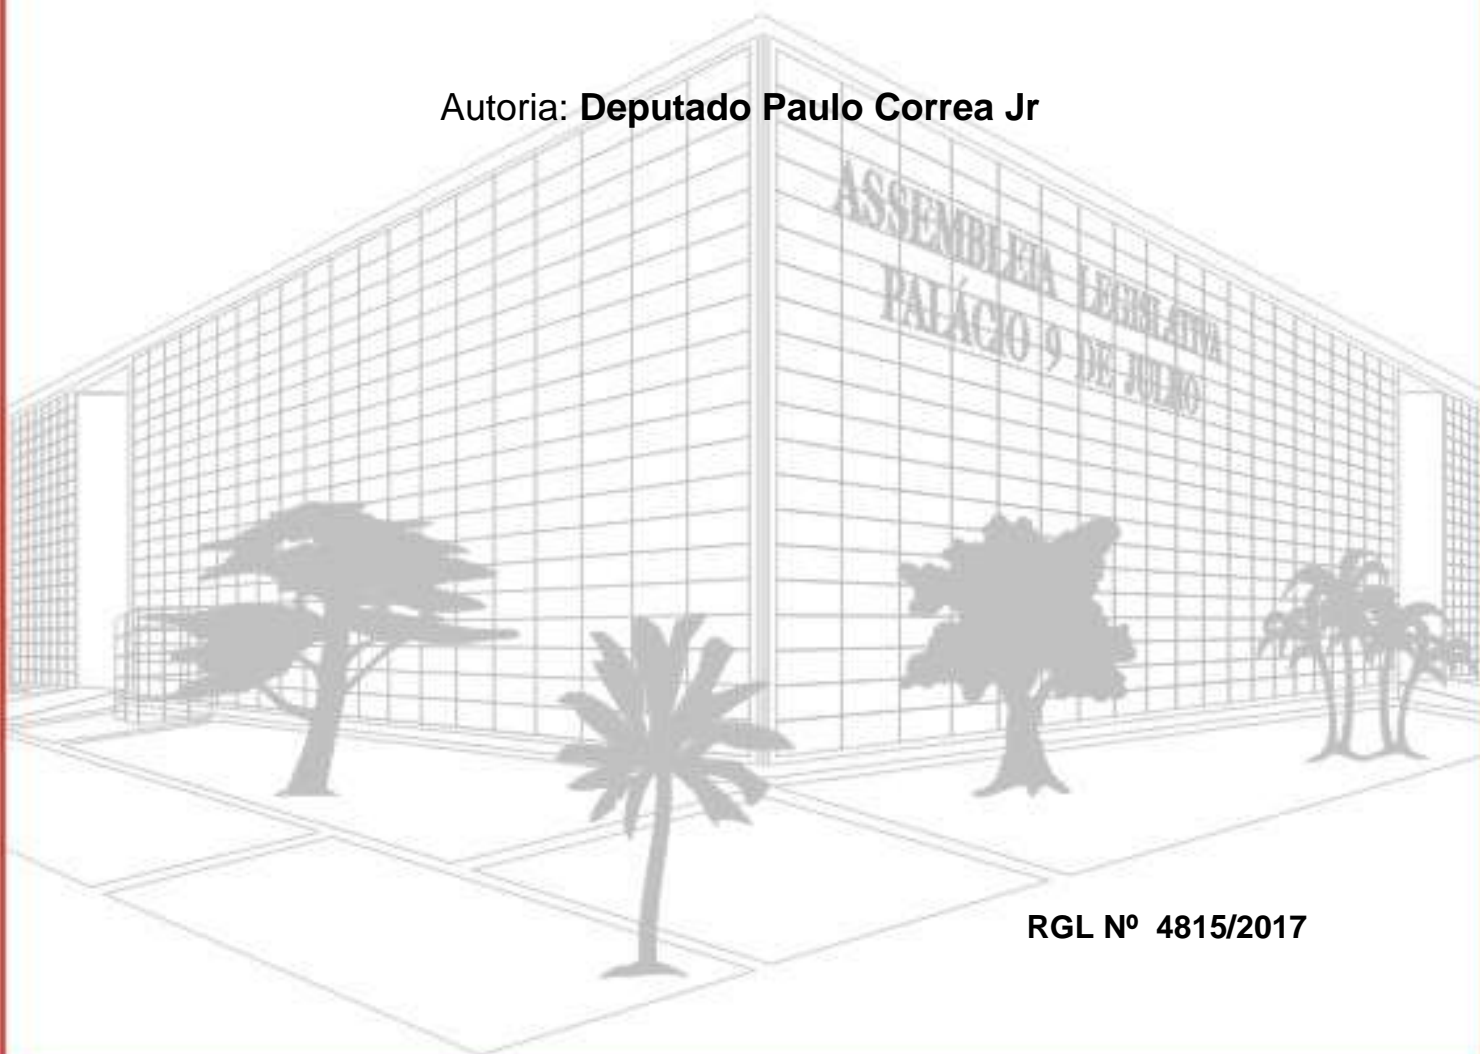 Autoria: Deputado Paulo Correa Jr
ASSEMBLEIA LEGISLATIVA
PALÁCIO 9 DE JULHO
RGL Nº 4815/2017